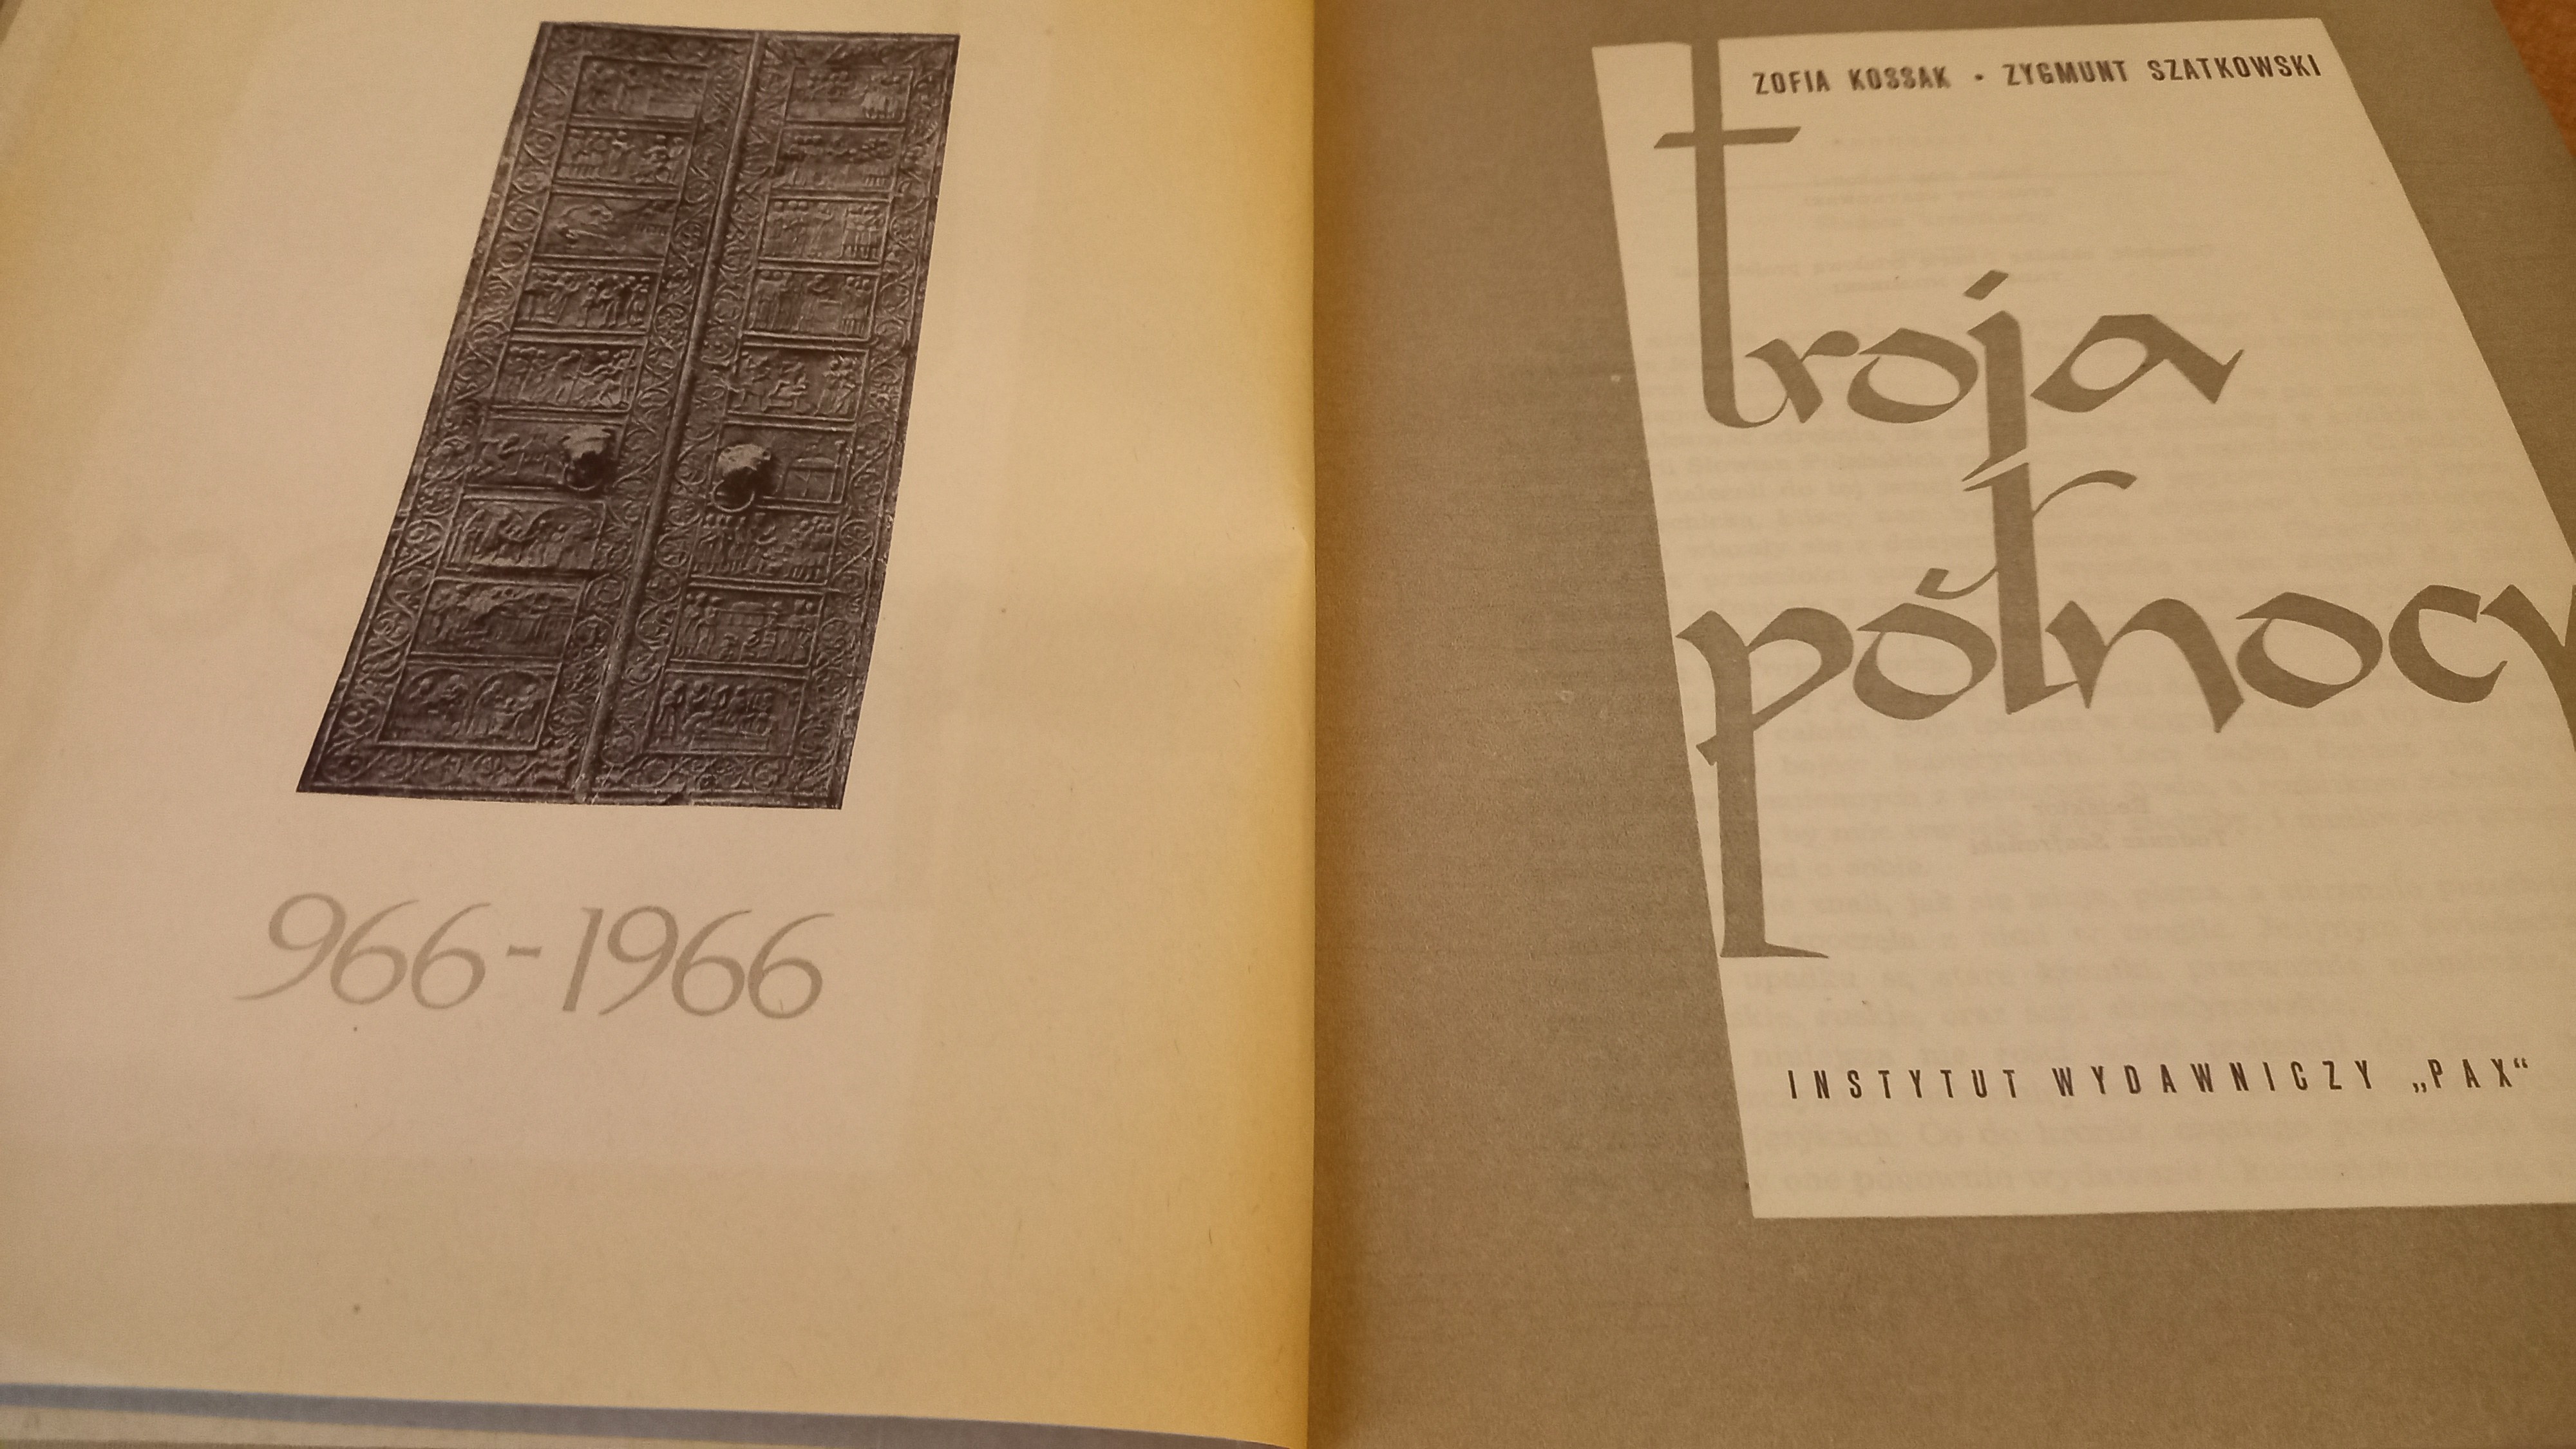 966-1966
ZOFIA KOSSAK • ZYGMUNT SZATKOWSKI
troja
północy
INSTYTUT WYDAWNICZY „PAX“